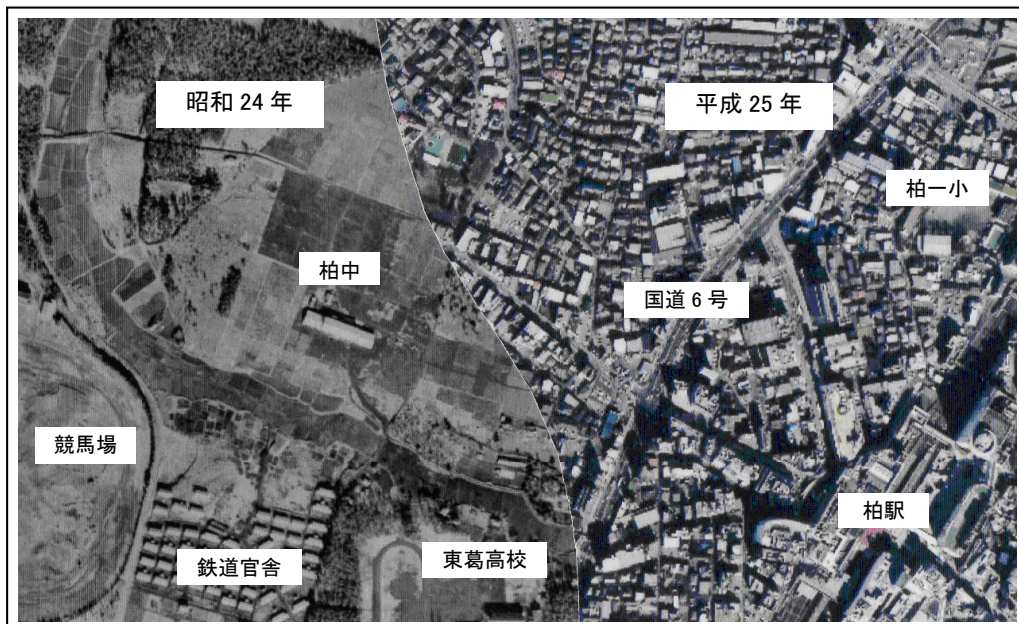 昭和 24 年
平成 25 年
柏一小
柏中
国道 6 号
競馬場
柏駅
鉄道官舎
東葛高校